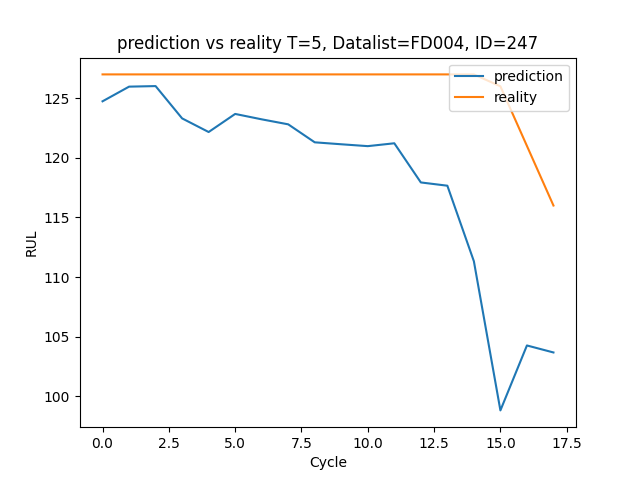 prediction vs reality T=5, Datalist=FD004, ID=247
prediction
reality
RUL
125
120
115
110
105
100
0.0 2.5 5.0 7.5 10.0 12.5 15.0 17.5
Cycle